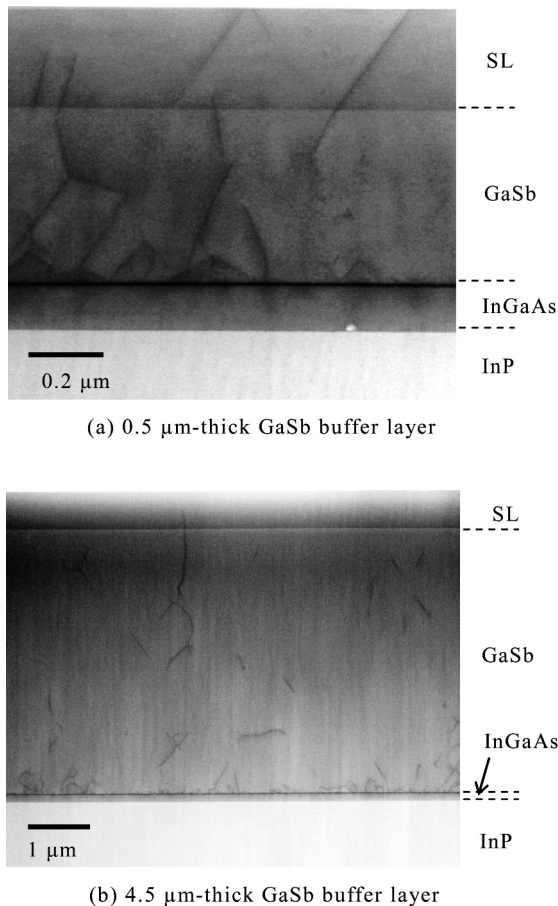 SL
GaSb
InGaAs
InP
0.2 μm
(a) 0.5 μm-thick GaSb buffer layer
SL
GaSb
InGaAs
InP
1 μm
(b) 4.5 μm-thick GaSb buffer layer